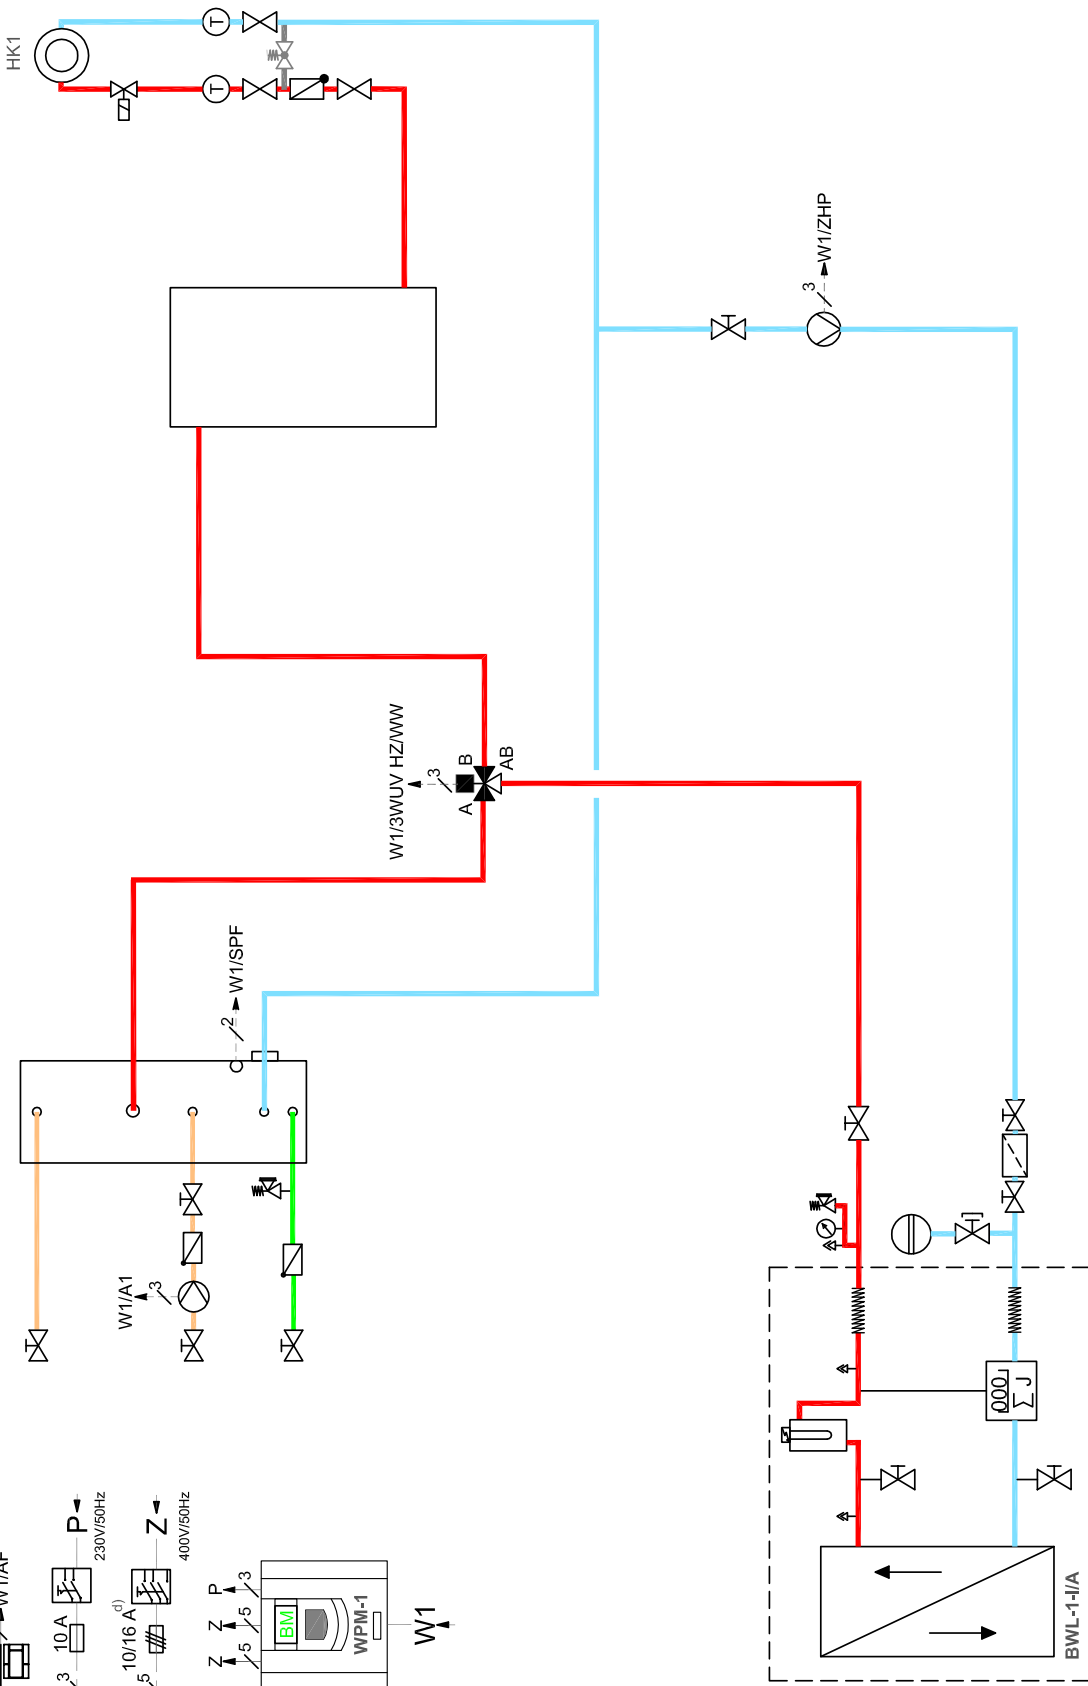 HK1
T
T
W1/ZHP
3
W1/3WUV HZ/WW
3
B
A
AB
W1/SPF
2
W1/A1
3
000
Σ J
W1/AF
P
230V/50Hz
10 A
3
Z
400V/50Hz
10/16 A d)
5
P
3
Z
5
Z
5
BM
WPM-1
W1
BWL-1-I/A